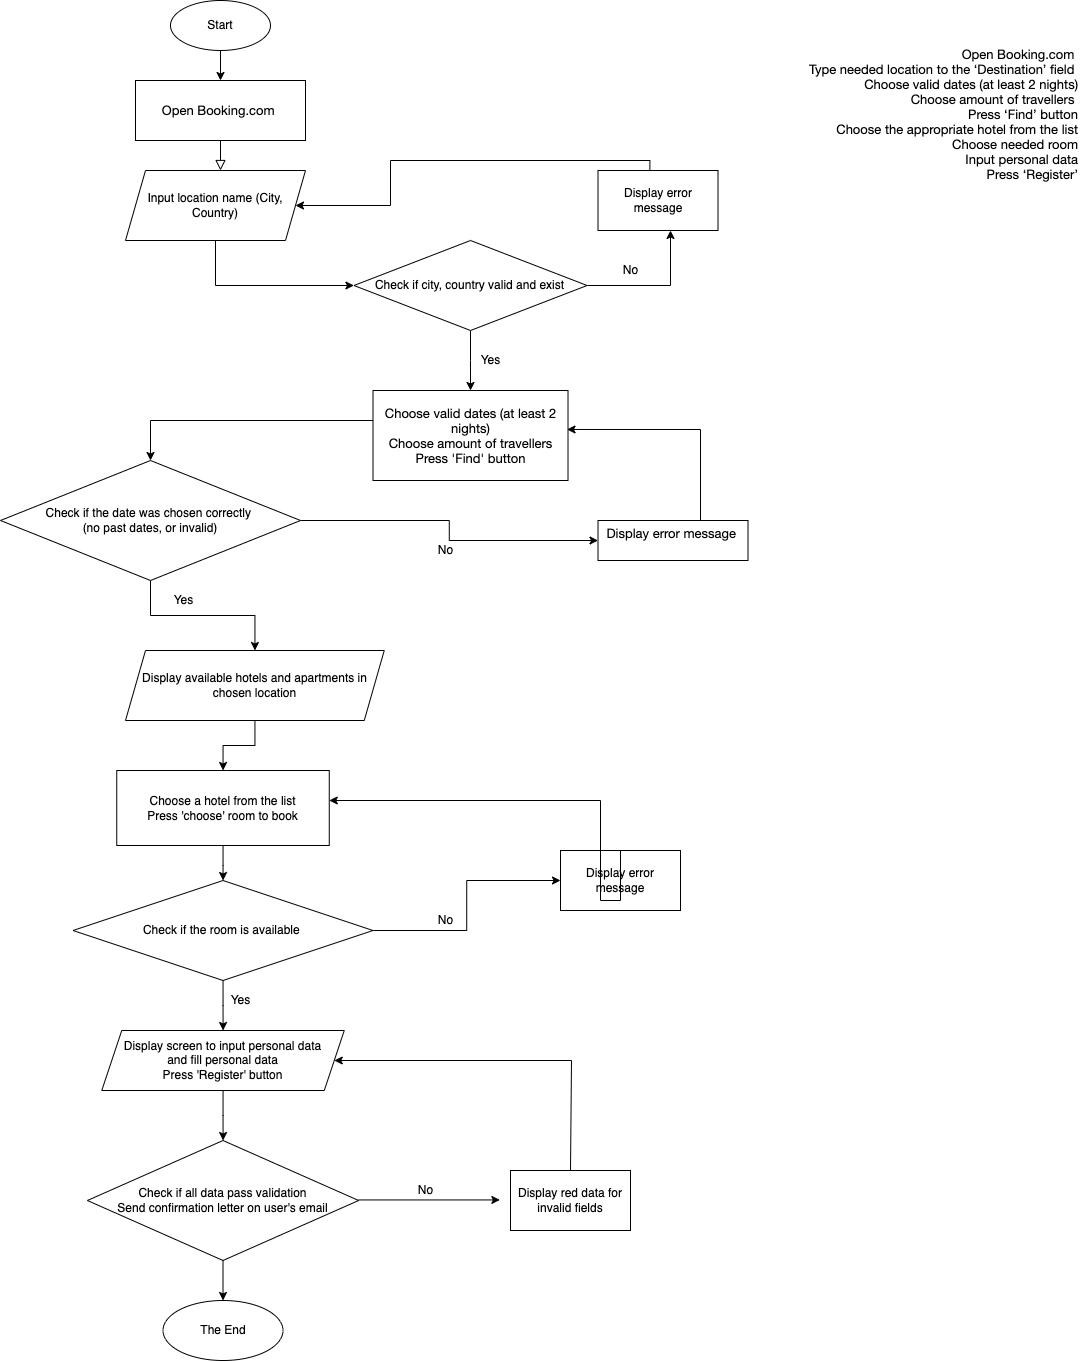 Start
Open Booking.com
Type needed location to the ‘Destination’ field
Choose valid dates (at least 2 nights)
Choose amount of travellers
Press ‘Find’ button
Choose the appropriate hotel from the list
Choose needed room
Input personal data
Press ‘Register’
Open Booking.com
Input location name (City,
Country)
Display error
message
Check if city, country valid and exist
No
Yes
Choose valid dates (at least 2
nights)
Choose amount of travellers
Press 'Find' button
Check if the date was chosen correctly
(no past dates, or invalid)
No
Display error message
Yes
Display available hotels and apartments in
chosen location
Choose a hotel from the list
Press 'choose' room to book
Display error
message
No
Check if the room is available
Yes
Display screen to input personal data
and fill personal data
Press 'Register' button
Check if all data pass validation
Send confirmation letter on user's email
No
Display red data for
invalid fields
The End